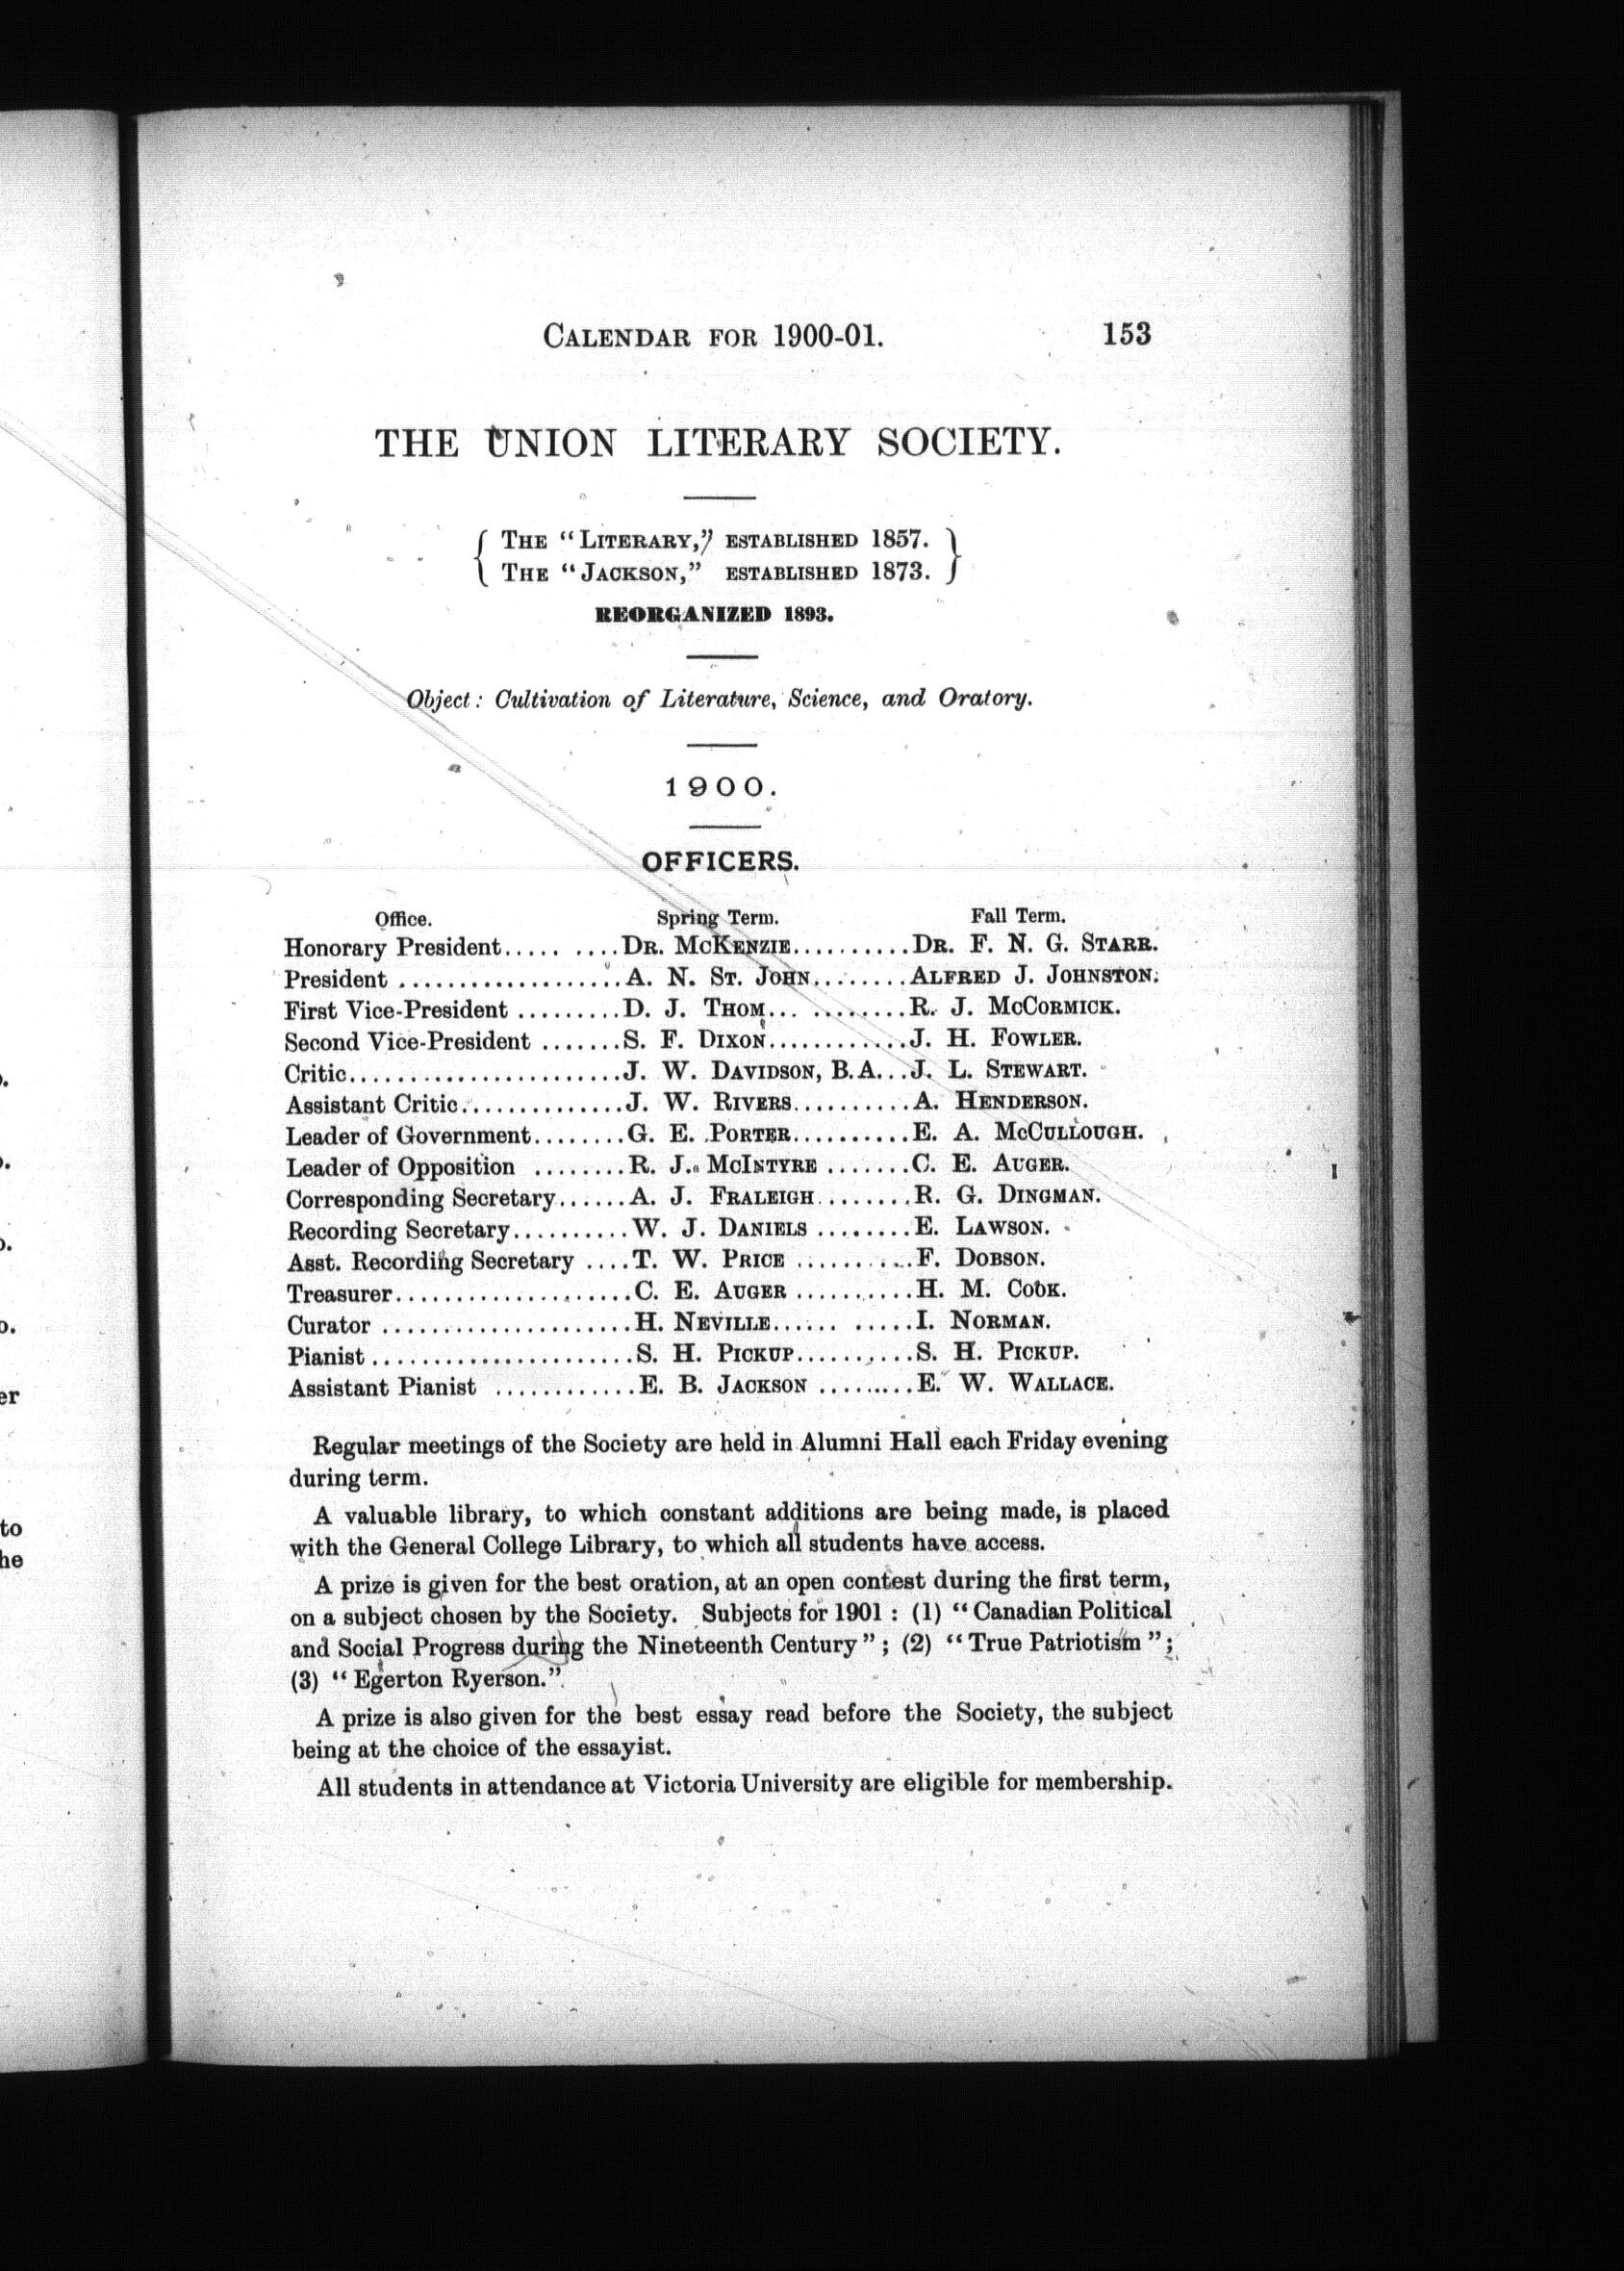 CALENDAR FOR 1900-01. 153
THE UNION LITERARY SOCIETY.
THE "LITERARY," ESTABLISHED 1857.
THE "JACKSON," ESTABLISHED 1873.
REORGANIZED 1893.
Object: Cultivation of Literature, Science, and Oratory.
1900.
OFFICERS.
Office. Spring Term. Fall Term.
Honorary President.... ....DR. MCKENZIE..........DR. F. N. G. STARR.
President ...................A. N. ST. JOHN........ALFRED J. JOHNSTON.
First Vice-President .........D. J. THOM... ........R. J. MCCORMICK.
Second Vice-President .......S. F. DIXON............J. H. FOWLER.
Critic.......................J. W. DAVIDSON, B.A...J. L. STEWART.
Assistant Critic..............J. W. RIVERS..........A. HENDERSON.
Leader of Government........G. E. PORTER..........E. A. MCCULLOUGH.
Leader of Opposition ........R. J. MCINTYRE .......C. E. AUGER.
Corresponding Secretary......A. J. FRALEIGH........R. G. DINGMAN.
Recording Secretary..........W. J. DANIELS ........E. LAWSON.
Asst. Recording Secretary ....T. W. PRICE ..........F. DOBSON.
Treasurer....................C. E. AUGER ..........H. M. COOK.
Curator .....................H. NEVILLE...... .....I. NORMAN.
Pianist......................S. H. PICKUP..........S. H. PICKUP.
Assistant Pianist ............E. B. JACKSON .........E. W. WALLACE.
Regular meetings of the Society are held in Alumni Hall each Friday evening
during term.
A valuable library, to which constant additions are being made, is placed
with the General College Library, to which all students have access.
A prize is given for the best oration, at an open contest during the first term,
on a subject chosen by the Society. Subjects for 1901 : (1) "Canadian Political
and Social Progress during the Nineteenth Century"; (2) "True Patriotism";
(3) "Egerton Ryerson."
A prize is also given for the best essay read before the Society, the subject
being at the choice of the essayist.
All students in attendance at Victoria University are eligible for membership.